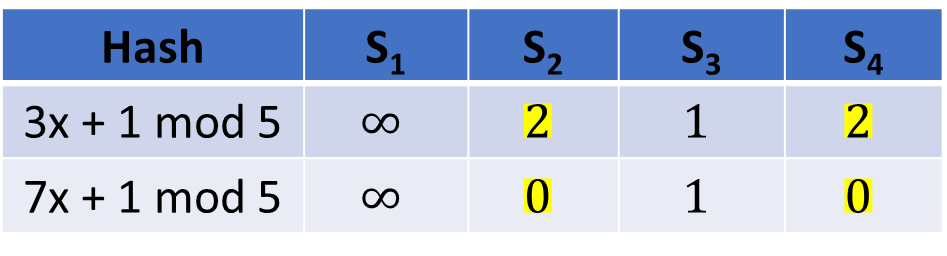 Hash S₁ S₂ S₃ S₄
3x + 1 mod 5 ∞ 2 1 2
7x + 1 mod 5 ∞ 0 1 0